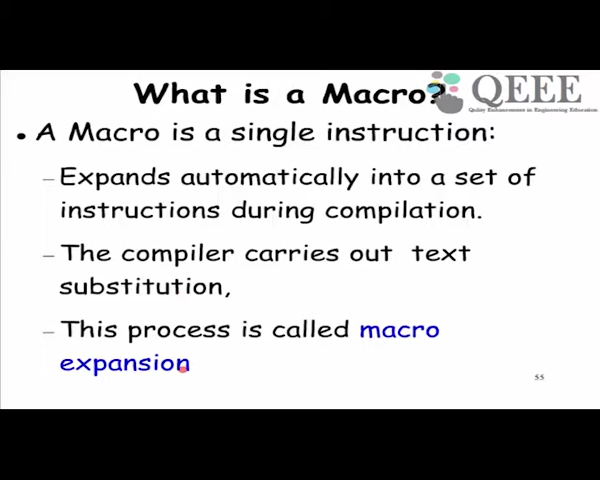 What is a Macro?
QEEE
Quality Enhancements in Engineering Education
• A Macro is a single instruction:
– Expands automatically into a set of
instructions during compilation.
– The compiler carries out text
substitution,
– This process is called macro
expansion
55